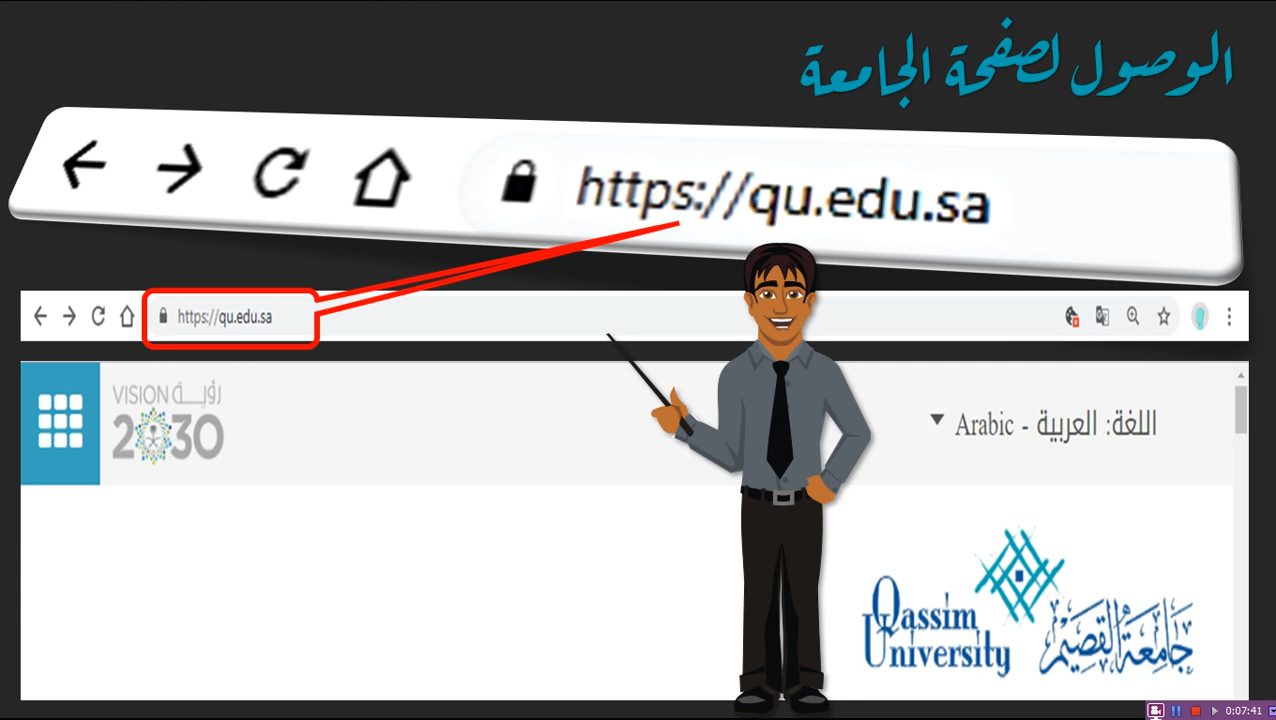 الوصول لصفحة الجامعة
https://qu.edu.sa
https://qu.edu.sa
VISION رؤيــة
2030
اللغة: العربية - Arabic
Qassim
University
جامعة القصيم
0:07:41